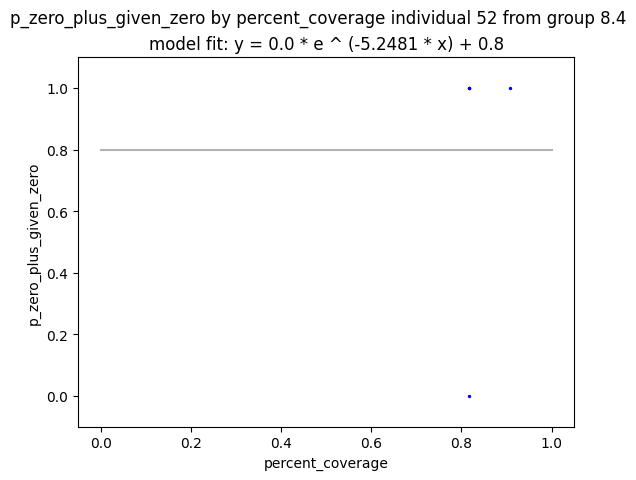 p_zero_plus_given_zero by percent_coverage individual 52 from group 8.4
model fit: y = 0.0 * e ^ (-5.2481 * x) + 0.8
1.0
0.8
0.6
0.4
0.2
0.0
p_zero_plus_given_zero
0.0 0.2 0.4 0.6 0.8 1.0
percent_coverage